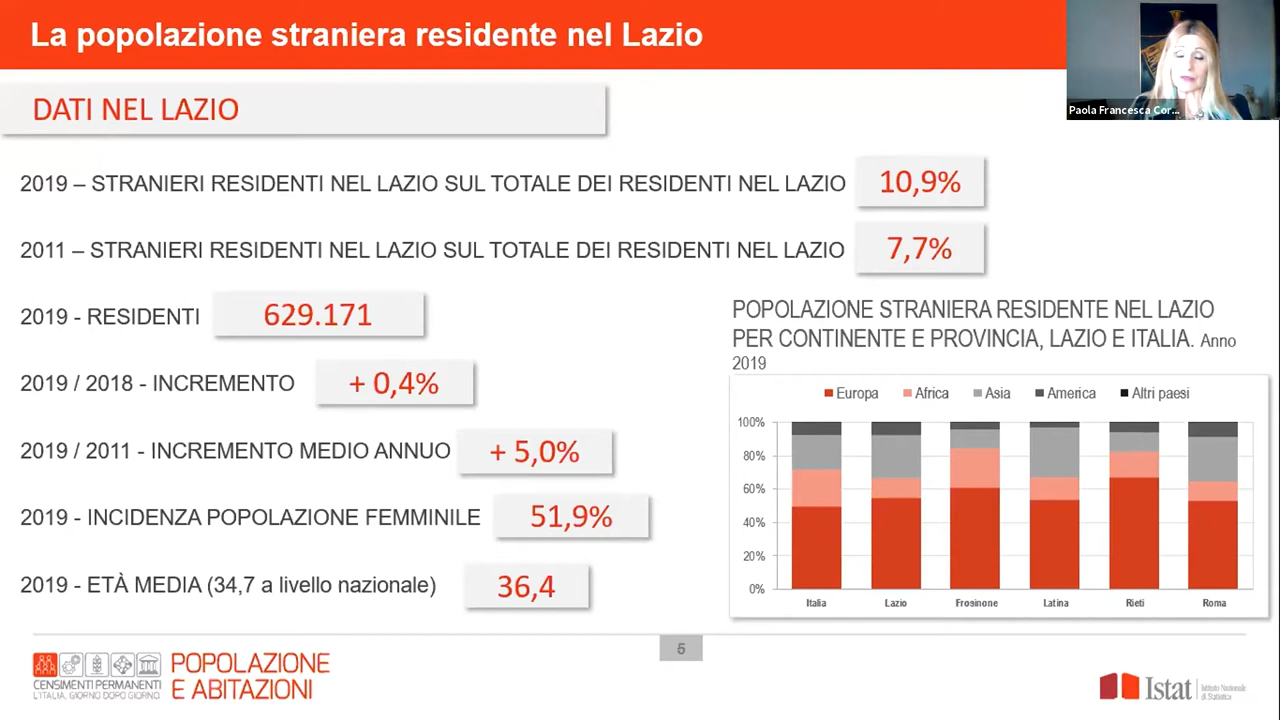 La popolazione straniera residente nel Lazio
Paola Francesca Cor...
DATI NEL LAZIO
2019 – STRANIERI RESIDENTI NEL LAZIO SUL TOTALE DEI RESIDENTI NEL LAZIO 10,9%
2011 – STRANIERI RESIDENTI NEL LAZIO SUL TOTALE DEI RESIDENTI NEL LAZIO 7,7%
2019 - RESIDENTI 629.171
2019 / 2018 - INCREMENTO + 0,4%
2019 / 2011 - INCREMENTO MEDIO ANNUO + 5,0%
2019 - INCIDENZA POPOLAZIONE FEMMINILE 51,9%
2019 - ETÀ MEDIA (34,7 a livello nazionale) 36,4
POPOLAZIONE STRANIERA RESIDENTE NEL LAZIO
PER CONTINENTE E PROVINCIA, LAZIO E ITALIA. Anno
2019
Europa Africa Asia America Altri paesi
100%
80%
60%
40%
20%
0%
Italia Lazio Frosinone Latina Rieti Roma
5
CENSIMENTI PERMANENTI
L'ITALIA, GIORNO DOPO GIORNO
POPOLAZIONE
E ABITAZIONI
Istat
Istituto Nazionale
di Statistica